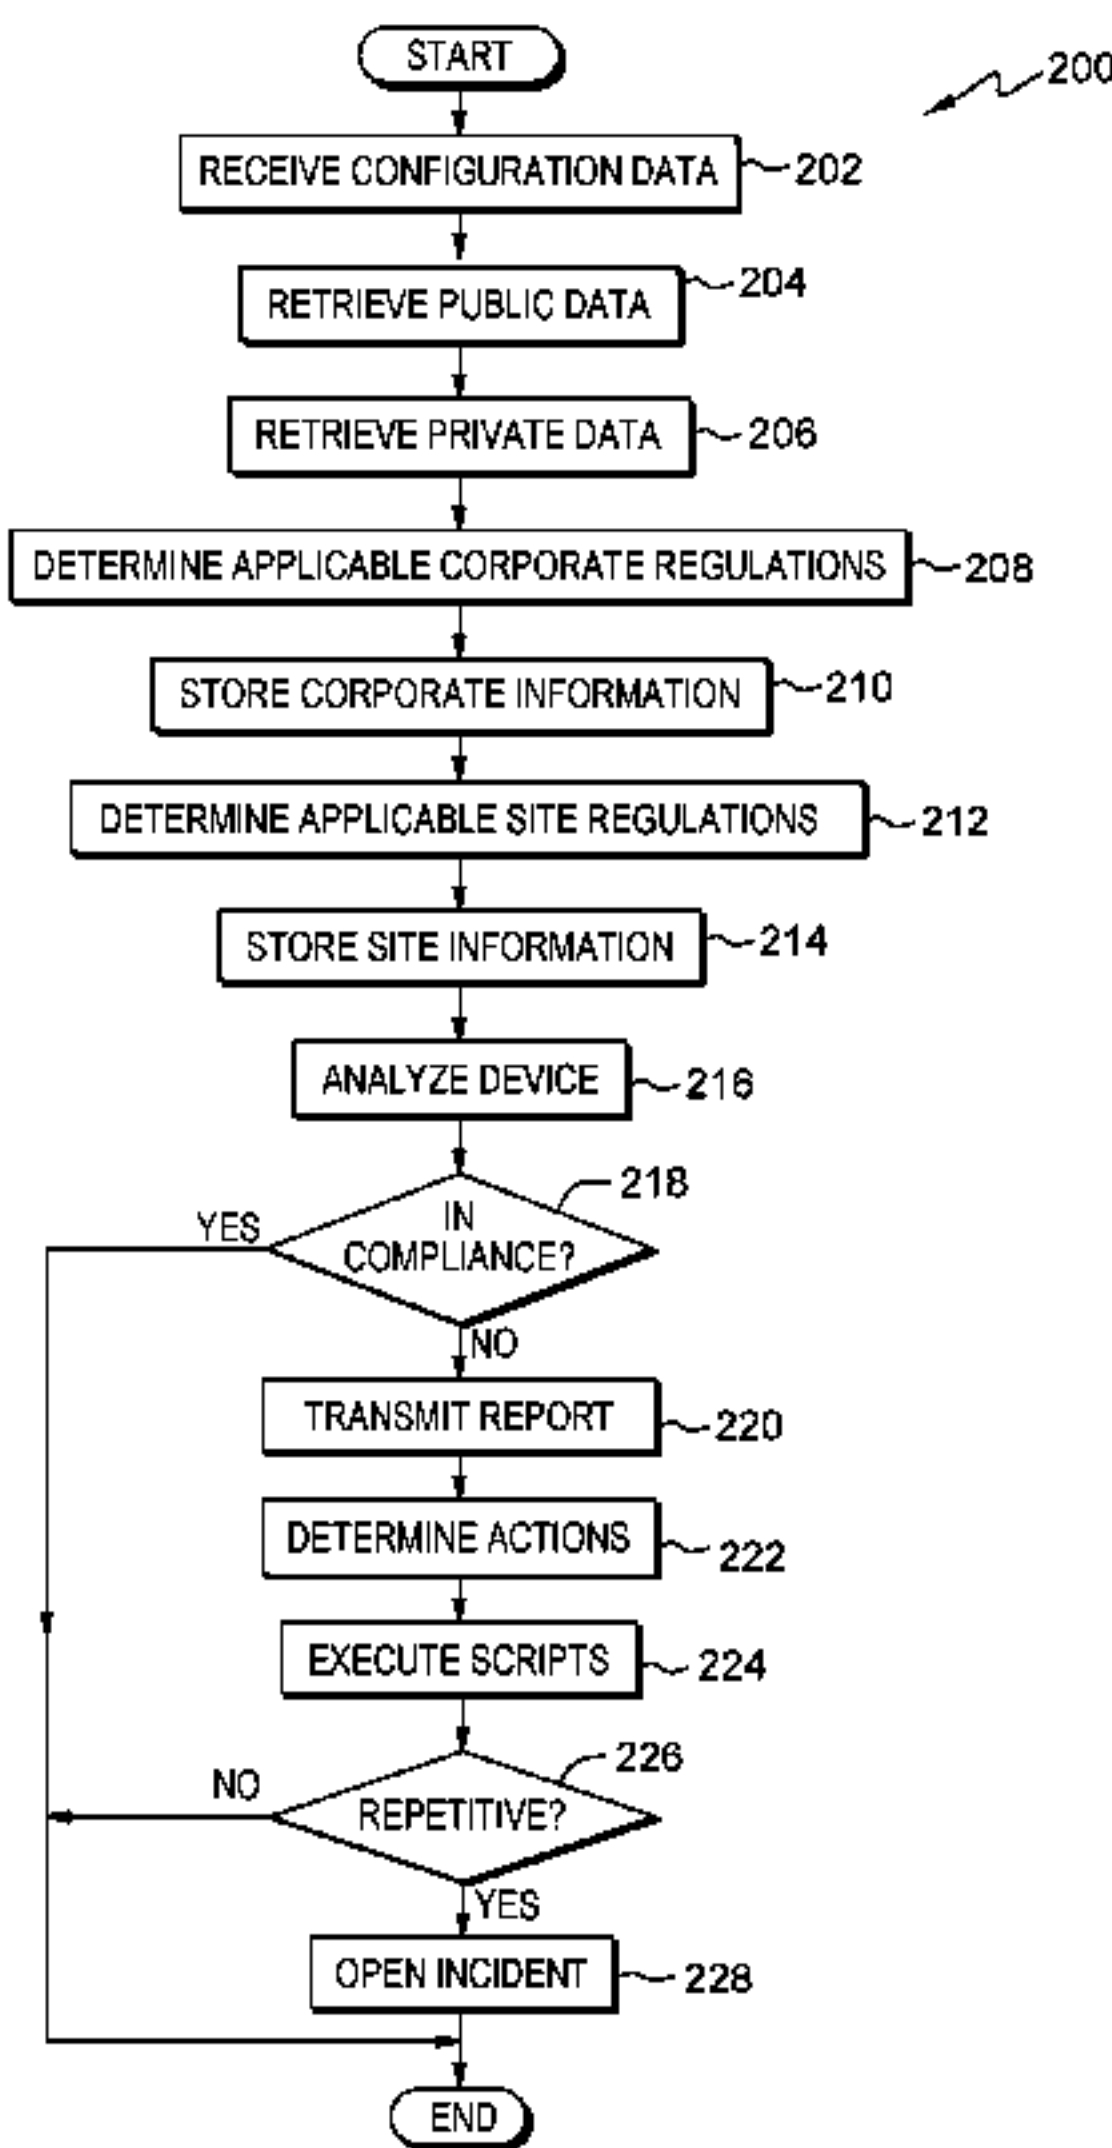 START
200
RECEIVE CONFIGURATION DATA 202
RETRIEVE PUBLIC DATA 204
RETRIEVE PRIVATE DATA 206
DETERMINE APPLICABLE CORPORATE REGULATIONS 208
STORE CORPORATE INFORMATION 210
DETERMINE APPLICABLE SITE REGULATIONS 212
STORE SITE INFORMATION 214
ANALYZE DEVICE 216
218
YES
IN
COMPLIANCE?
NO
TRANSMIT REPORT 220
DETERMINE ACTIONS 222
EXECUTE SCRIPTS 224
226
NO
REPETITIVE?
YES
OPEN INCIDENT 228
END